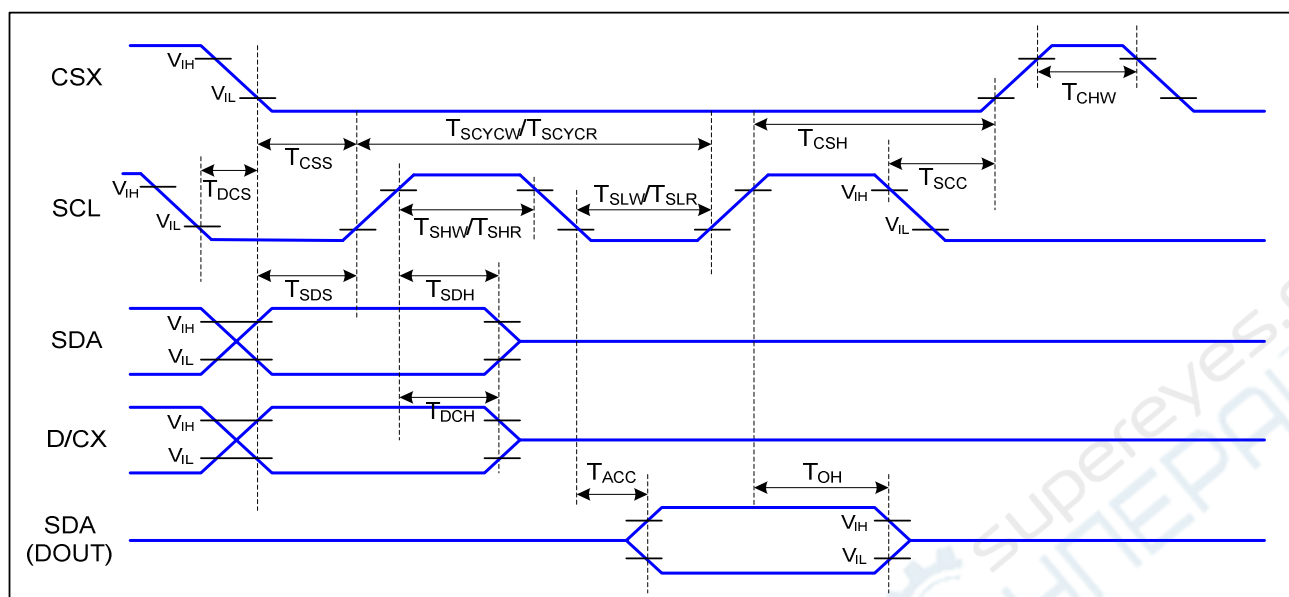 CSX
VIH
VIL
TCHW
TSCYCW/TSCYCR
TCSS
TCSH
TDCS
TSCC
SCL
VIH
VIL
TSLW/TSLR
TSHW/TSHR
VIH
VIL
TSDS
TSDH
SDA
VIH
VIL
D/CX
VIH
VIL
TDCH
TACC
TOH
SDA
(DOUT)
VIH
VIL
supereyes.